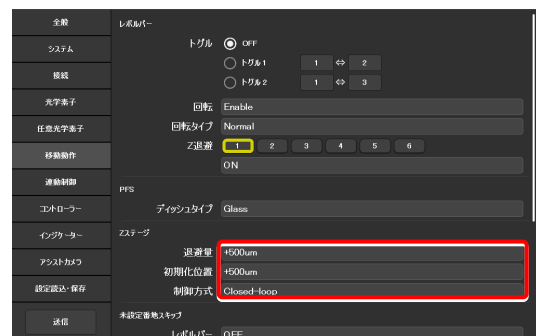 全般
システム
接続
光学素子
任意光学素子
移動動作
連動制御
コントローラー
インジケーター
アシストカメラ
設定読込・保存
送信
レボルバー
トグル OFF
トグル1 1 ⇔ 2
トグル2 1 ⇔ 3
回転 Enable
回転タイプ Normal
Z退避 1 2 3 4 5 6
ON
PFS
ディッシュタイプ Glass
Zステージ
退避量 +500um
初期化位置 +500um
制御方式 Closed-loop
未設定番地スキップ
レボルバー OFF